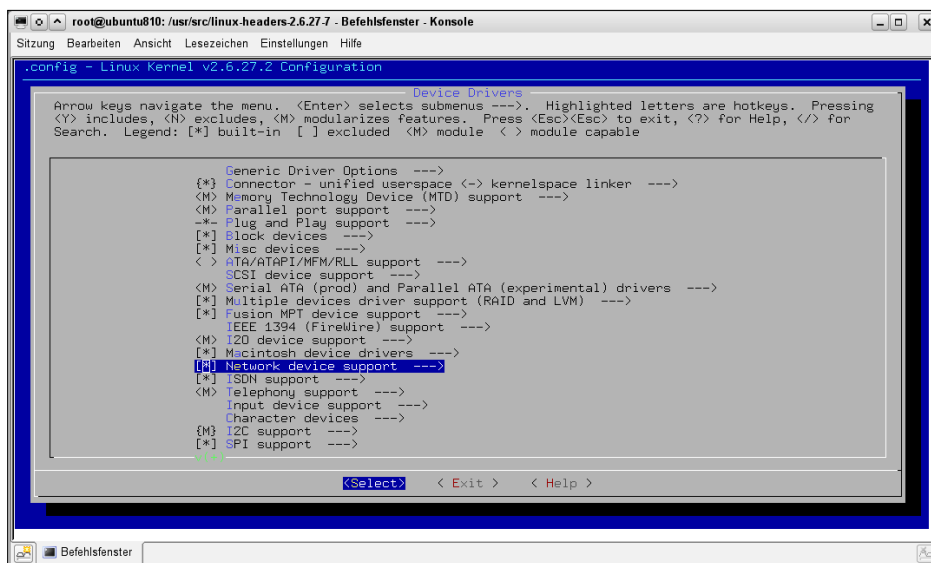 root@ubuntu810: /usr/src/linux-headers-2.6.27-7 - Befehlsfenster - Konsole
Sitzung Bearbeiten Ansicht Lesezeichen Einstellungen Hilfe
.config - Linux Kernel v2.6.27.2 Configuration
Device Drivers
Arrow keys navigate the menu. <Enter> selects submenus --->. Highlighted letters are hotkeys. Pressing
<Y> includes, <N> excludes, <M> modularizes features. Press <Esc><Esc> to exit, <?> for Help, </> for
Search. Legend: [*] built-in [ ] excluded <M> module < > module capable
Generic Driver Options --->
{*} Connector - unified userspace <-> kernelspace linker --->
<M> Memory Technology Device (MTD) support --->
<M> Parallel port support --->
-*- Plug and Play support --->
[*] Block devices --->
[*] Misc devices --->
< > ATA/ATAPI/MFM/RLL support --->
SCSI device support --->
<M> Serial ATA (prod) and Parallel ATA (experimental) drivers --->
[*] Multiple devices driver support (RAID and LVM) --->
[*] Fusion MPT device support --->
IEEE 1394 (FireWire) support --->
<M> I2O device support --->
[*] Macintosh device drivers --->
[*] Network device support --->
[*] ISDN support --->
<M> Telephony support --->
Input device support --->
Character devices --->
{M} I2C support --->
[*] SPI support --->
<Select> < Exit > < Help >
Befehlsfenster